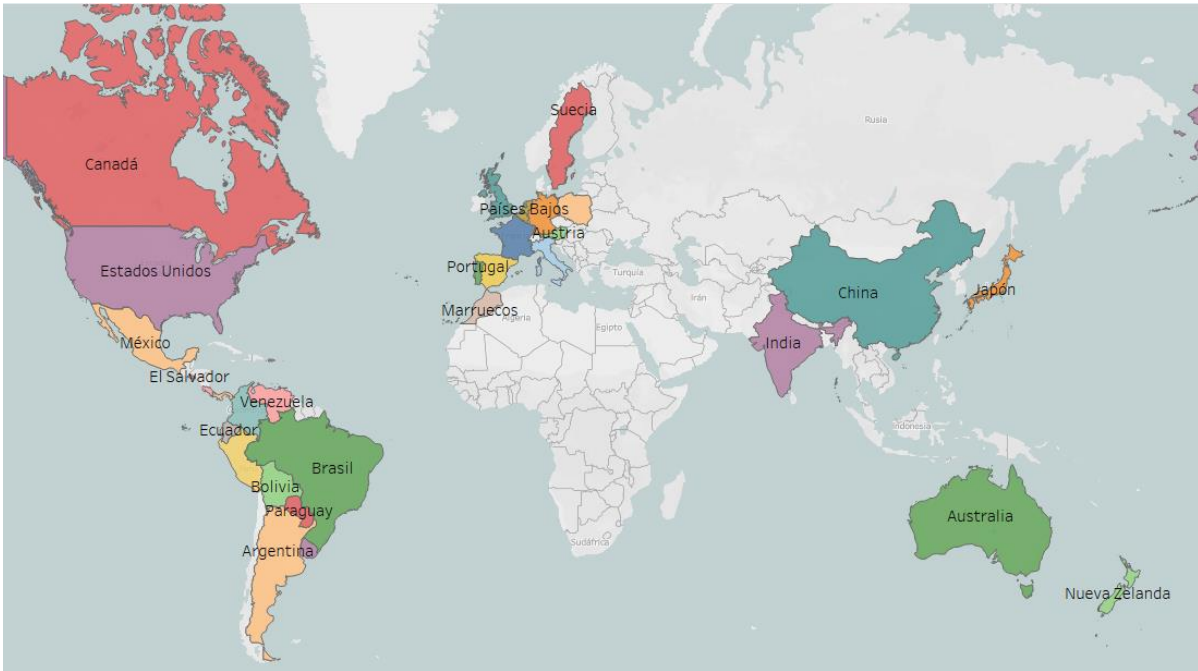 Suecia
Rusia
Canadá
Países Bajos
Austria
Estados Unidos
Portugal
Turquía
China
Japón
Irán
Marruecos
Argelia
Egipto
México
India
El Salvador
Venezuela
Ecuador
Indonesia
Brasil
Bolivia
Paraguay
Australia
Sudáfrica
Argentina
Nueva Zelanda